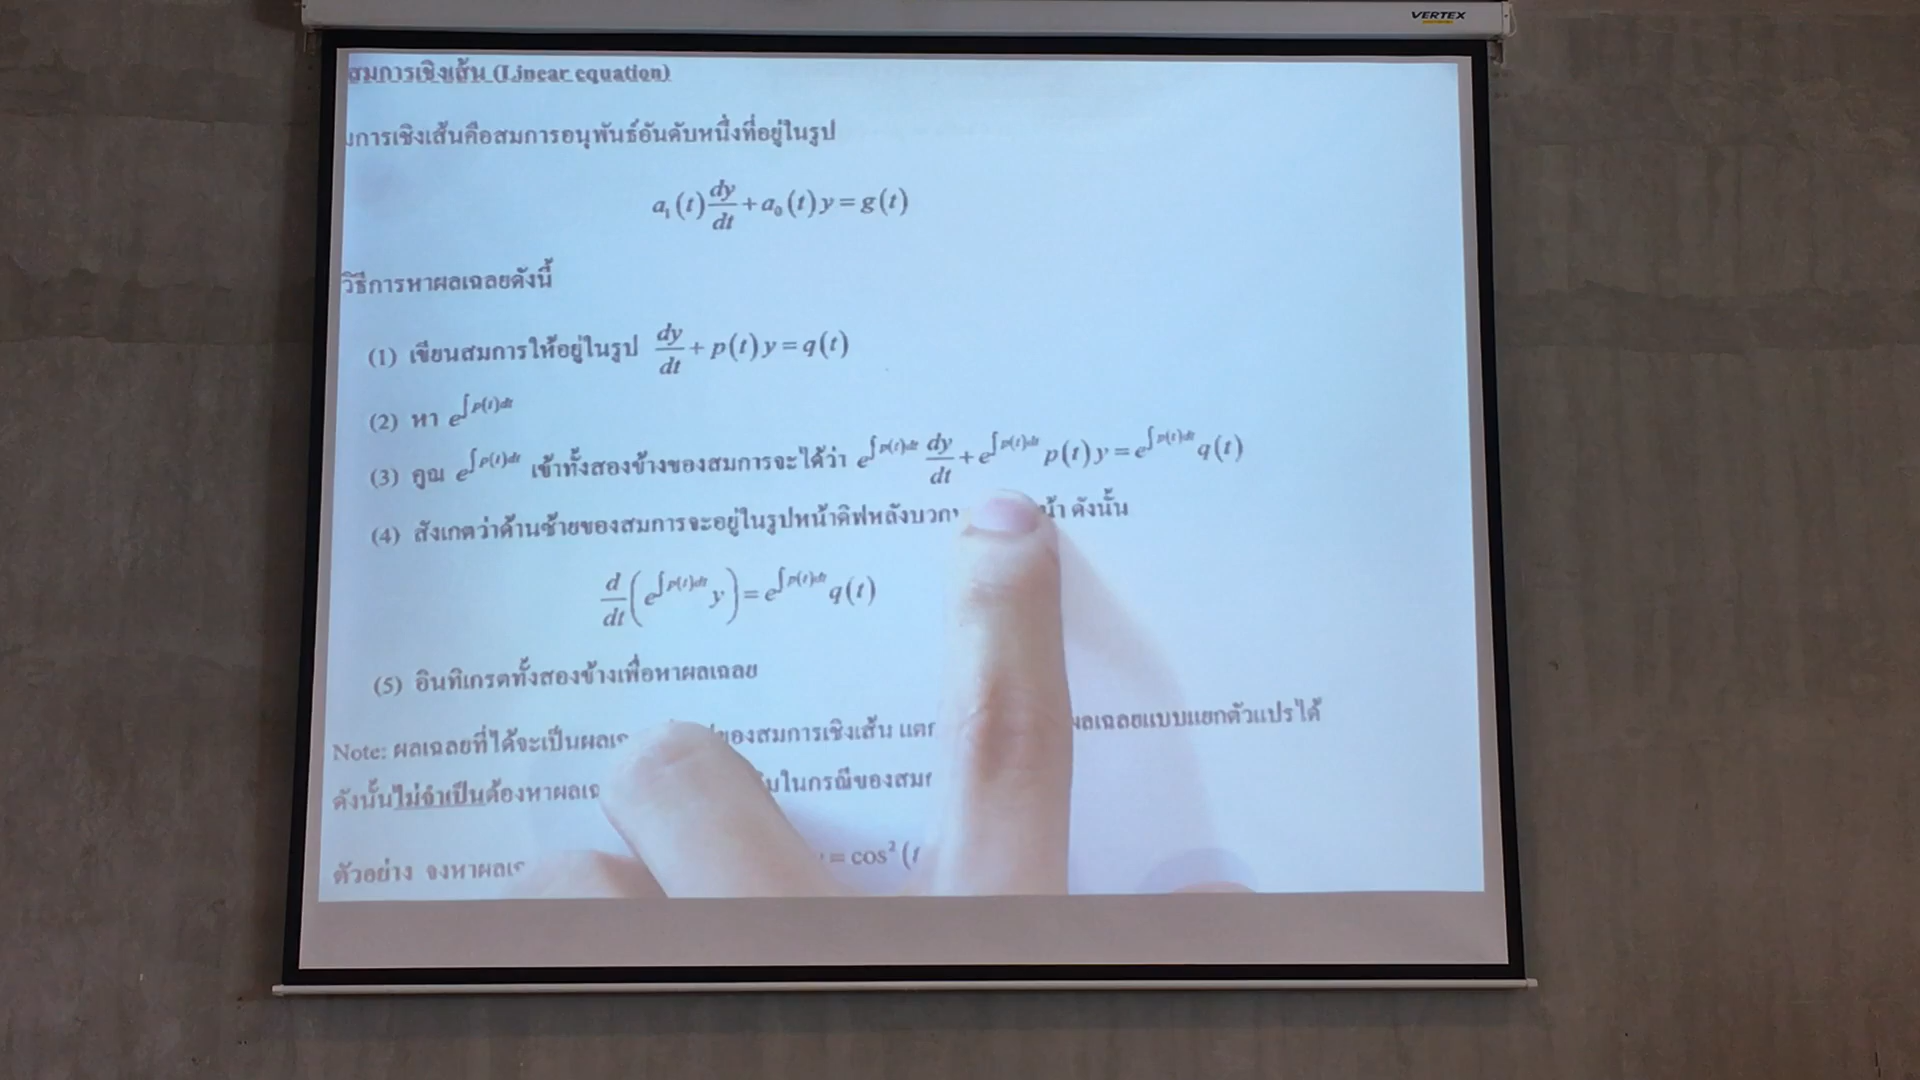 VERTEX
สมการเชิงเส้น (Linear equation)
มการเชิงเส้นคือสมการอนุพันธ์อันดับหนึ่งที่อยู่ในรูป
a₁(t) dy/dt + a₀(t) y = g(t)
วิธีการหาผลเฉลยดังนี้
(1) เขียนสมการให้อยู่ในรูป dy/dt + p(t) y = q(t)
(2) หา e^{∫p(t)dt}
(3) คูณ e^{∫p(t)dt} เข้าทั้งสองข้างของสมการจะได้ว่า e^{∫p(t)dt} dy/dt + e^{∫p(t)dt} p(t) y = e^{∫p(t)dt} q(t)
(4) สังเกตว่าด้านซ้ายของสมการจะอยู่ในรูปหน้าดิฟหลังบวก ดังนั้น
d/dt (e^{∫p(t)dt} y) = e^{∫p(t)dt} q(t)
(5) อินทิเกรตทั้งสองข้างเพื่อหาผลเฉลย
Note: ผลเฉลยที่ได้จะเป็น ของสมการเชิงเส้น ผลเฉลยแบบแยกตัวแปรได้
ดังนั้นไม่จำเป็นต้องหา ในกรณีของ
ตัวอย่าง จงหา = cos² (t